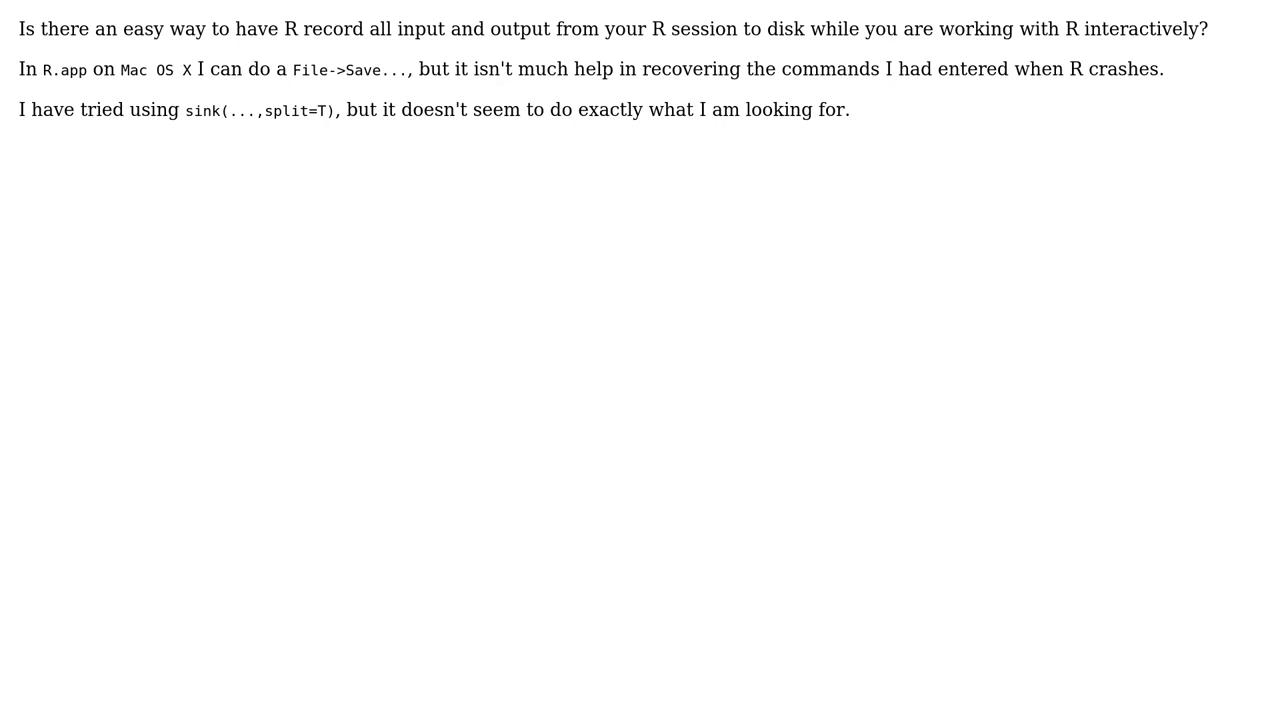 Is there an easy way to have R record all input and output from your R session to disk while you are working with R interactively?
In R.app on Mac OS X I can do a File->Save..., but it isn't much help in recovering the commands I had entered when R crashes.
I have tried using sink(...,split=T), but it doesn't seem to do exactly what I am looking for.